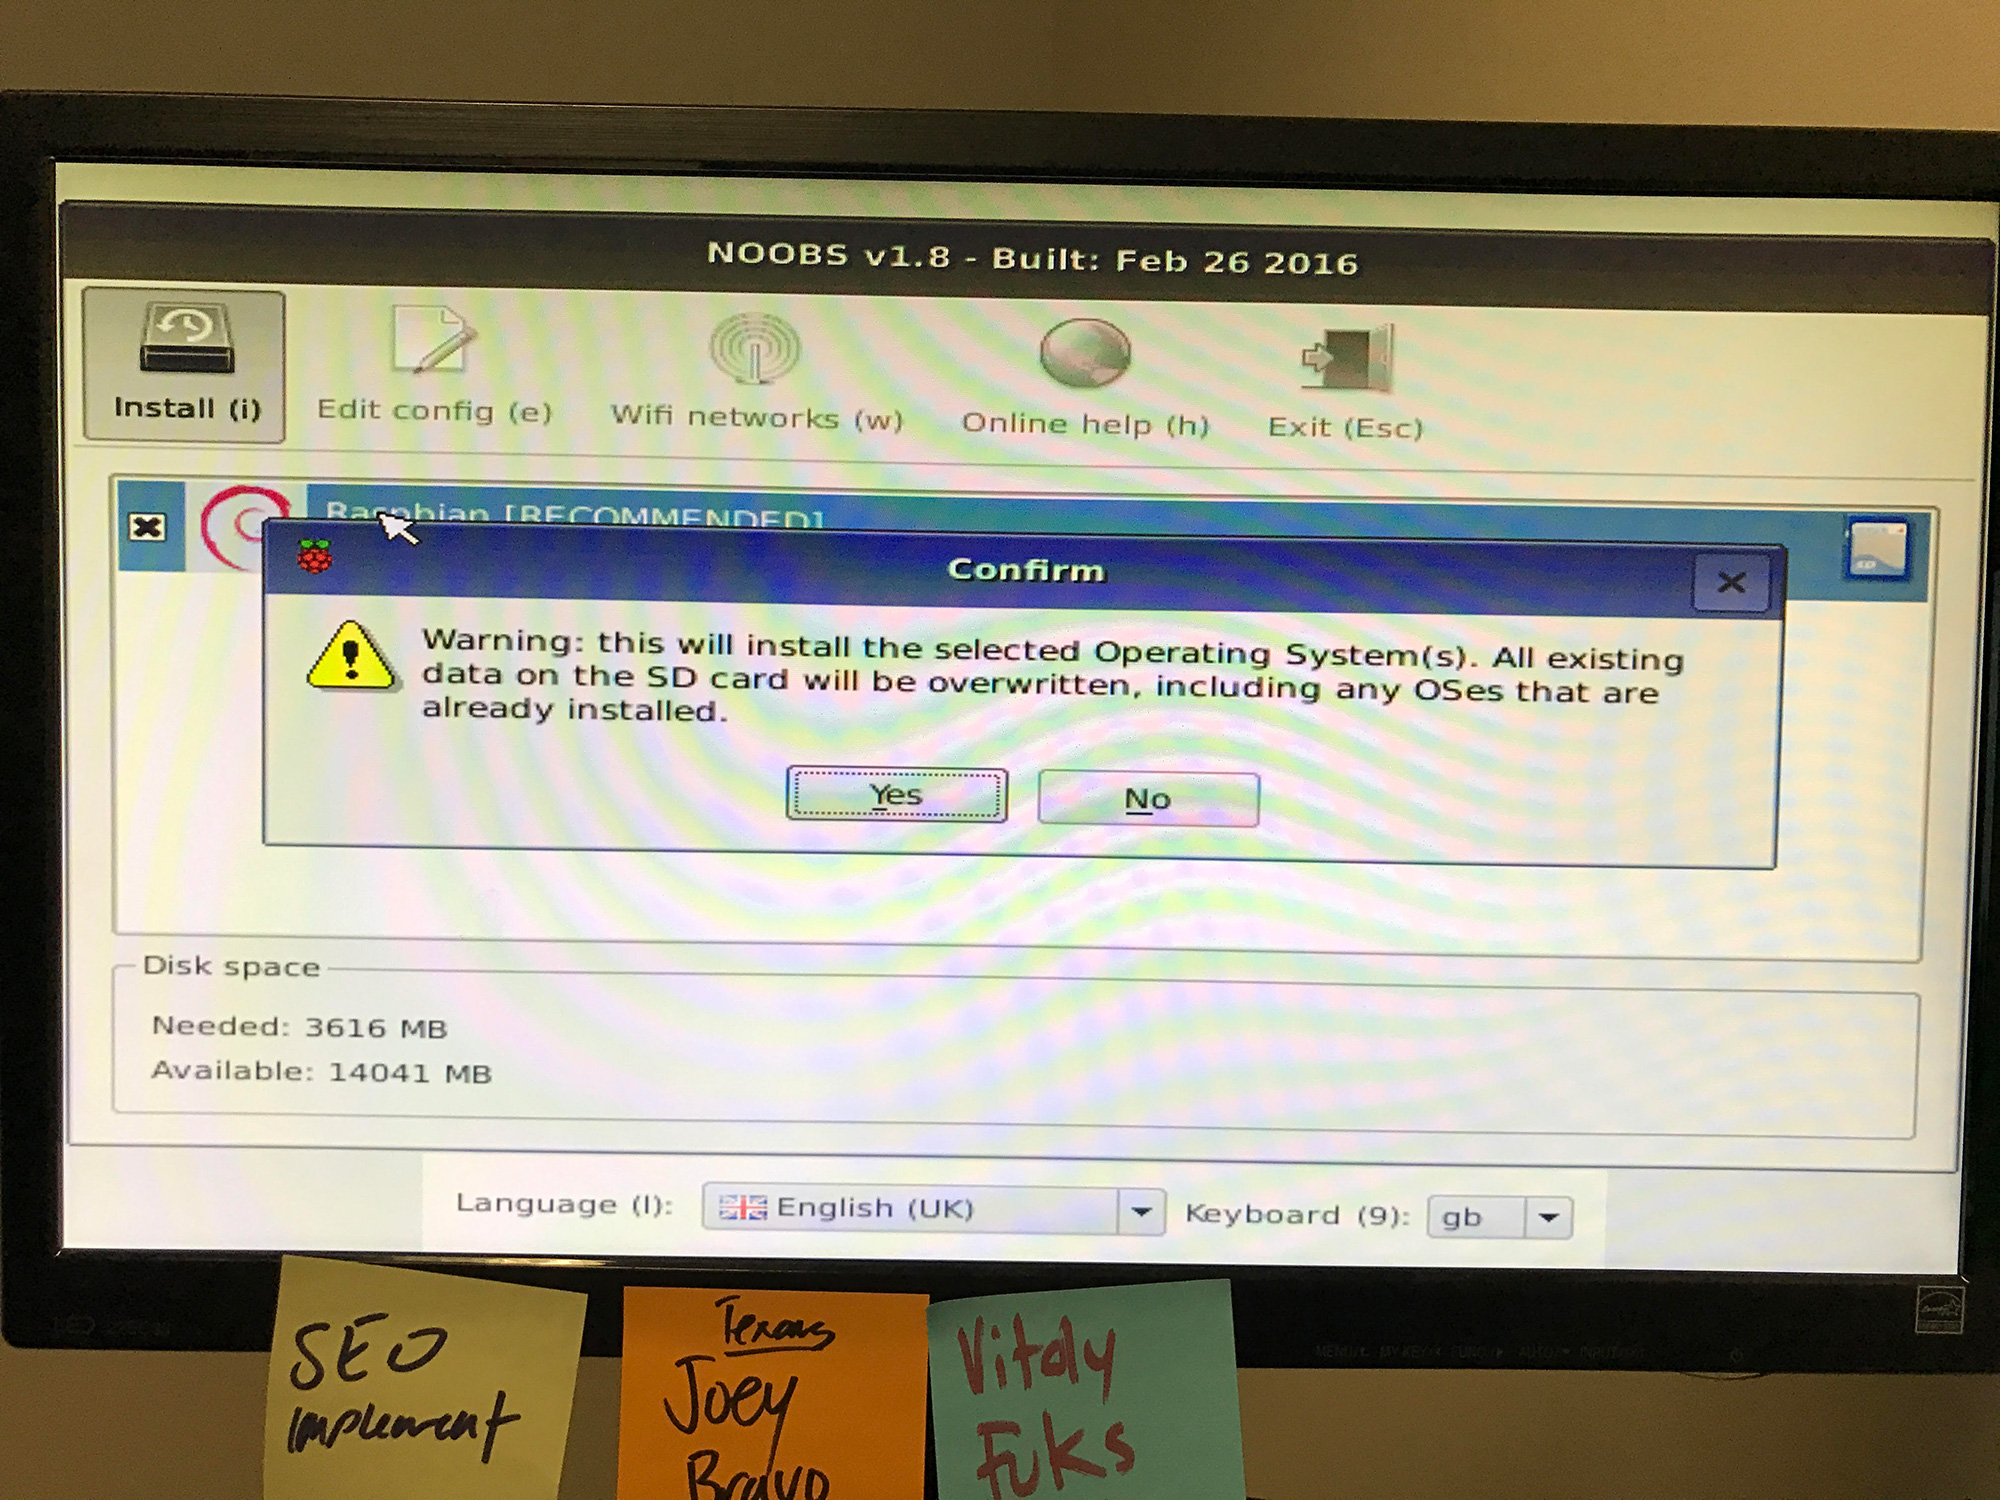 NOOBS v1.8 - Built: Feb 26 2016
Install (i)
Edit config (e)
Wifi networks (w)
Online help (h)
Exit (Esc)
Raspbian [RECOMMENDED]
Confirm
Warning: this will install the selected Operating System(s). All existing
data on the SD card will be overwritten, including any OSes that are
already installed.
Yes
No
Disk space
Needed: 3616 MB
Available: 14041 MB
Language (l):
English (UK)
Keyboard (9):
gb
SEO
Implement
Texans
Joey
Bravo
Vitaly
Fuks